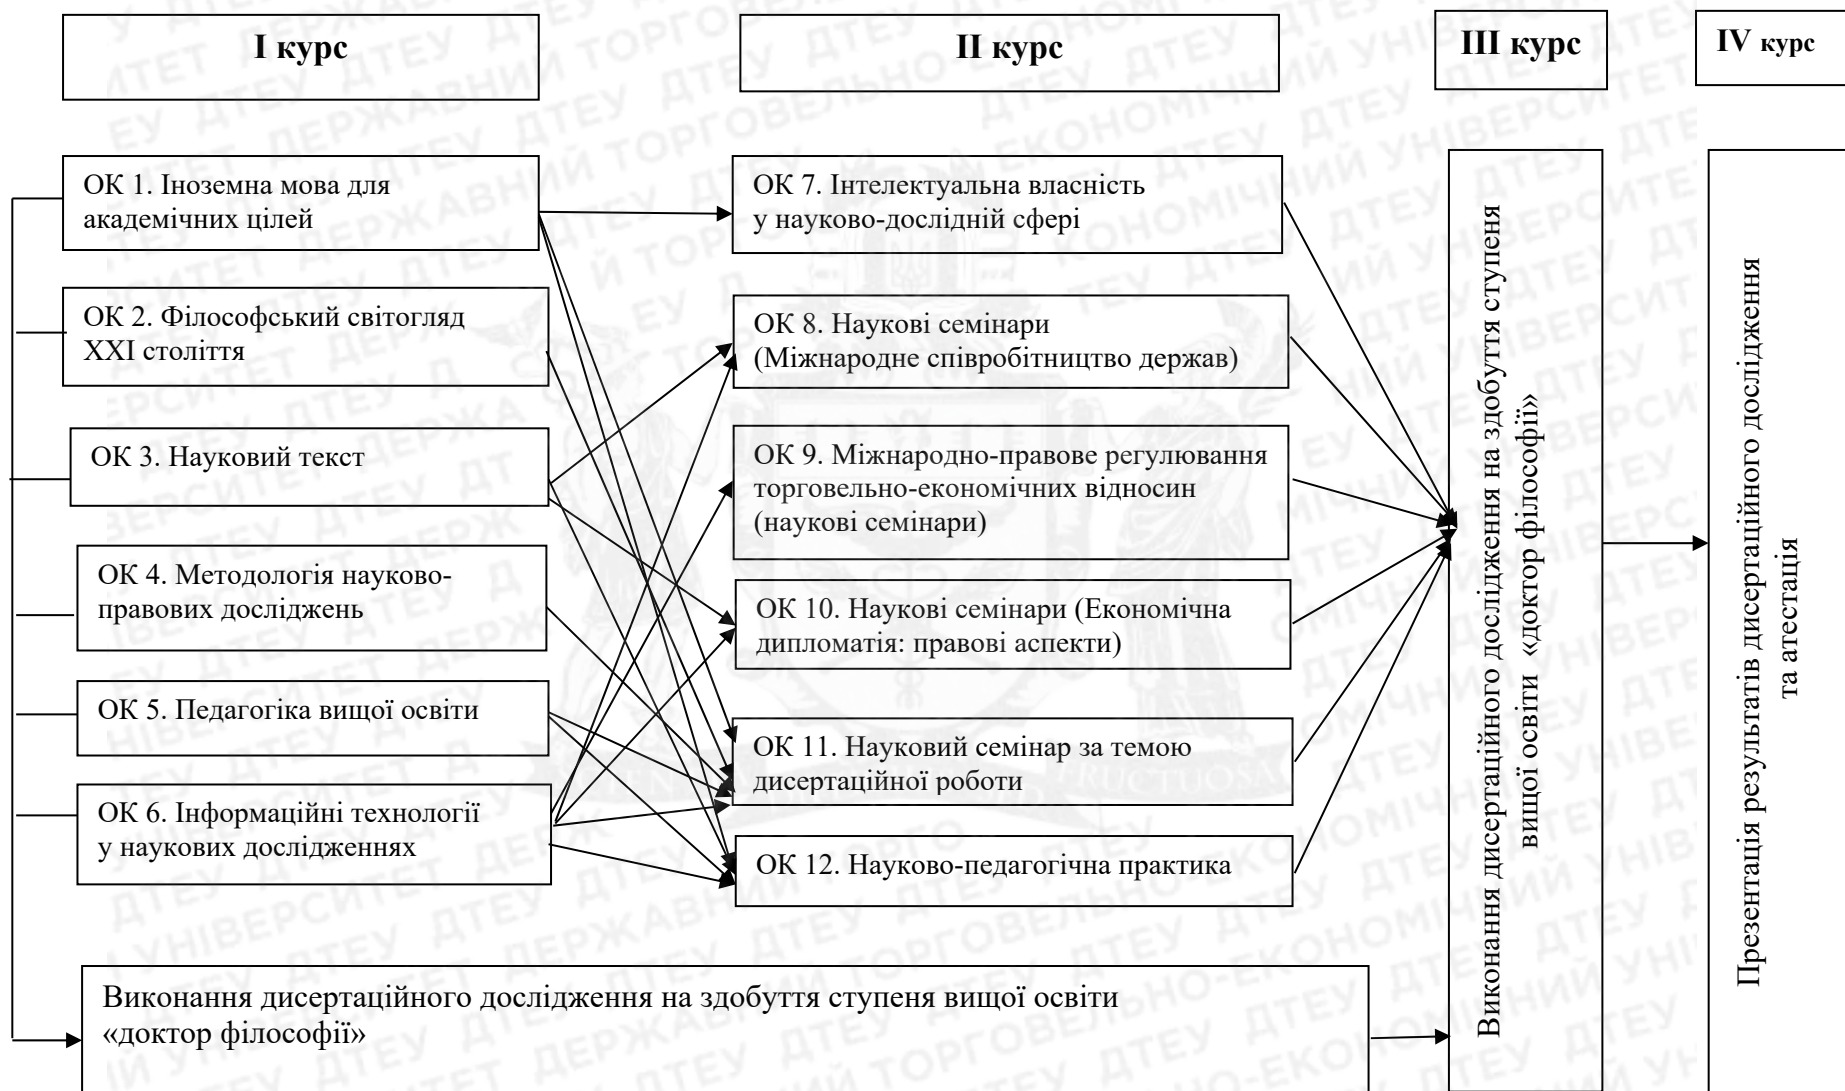 I курс
II курс
III курс
IV курс
ОК 1. Іноземна мова для
академічних цілей
ОК 2. Філософський світогляд
ХХІ століття
ОК 3. Науковий текст
ОК 4. Методологія науково-
правових досліджень
ОК 5. Педагогіка вищої освіти
ОК 6. Інформаційні технології
у наукових дослідженнях
ОК 7. Інтелектуальна власність
у науково-дослідній сфері
ОК 8. Наукові семінари
(Міжнародне співробітництво держав)
ОК 9. Міжнародно-правове регулювання
торговельно-економічних відносин
(наукові семінари)
ОК 10. Наукові семінари (Економічна
дипломатія: правові аспекти)
ОК 11. Науковий семінар за темою
дисертаційної роботи
ОК 12. Науково-педагогічна практика
Виконання дисертаційного дослідження на здобуття ступеня вищої освіти
«доктор філософії»
Виконання дисертаційного дослідження на здобуття ступеня
вищої освіти «доктор філософії»
Презентація результатів дисертаційного дослідження
та атестація